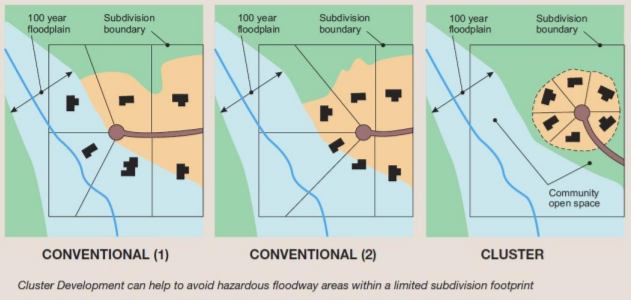 100 year
floodplain
Subdivision
boundary
100 year
floodplain
Subdivision
boundary
100 year
floodplain
Subdivision
boundary
Community
open space
CONVENTIONAL (1)
CONVENTIONAL (2)
CLUSTER
Cluster Development can help to avoid hazardous floodway areas within a limited subdivision footprint